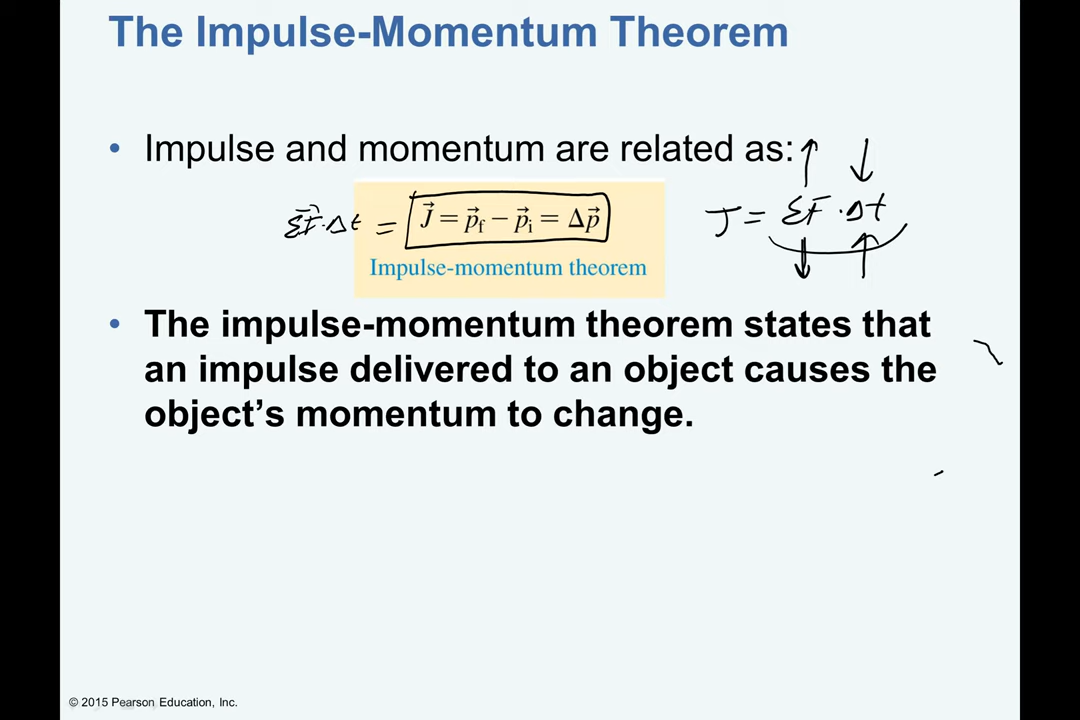 The Impulse-Momentum Theorem
• Impulse and momentum are related as:
ΣF⃗·Δt = J⃗ = p⃗f − p⃗i = Δp⃗
J = ΣF·Δt
Impulse-momentum theorem
• The impulse-momentum theorem states that
an impulse delivered to an object causes the
object’s momentum to change.
© 2015 Pearson Education, Inc.